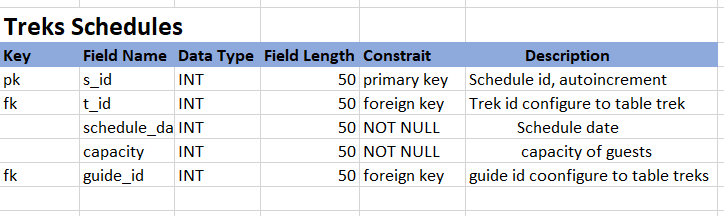 Treks Schedules
Key Field Name Data Type Field Length Constrait Description
pk s_id INT 50 primary key Schedule id, autoincrement
fk t_id INT 50 foreign key Trek id configure to table trek
schedule_da INT 50 NOT NULL Schedule date
capacity INT 50 NOT NULL capacity of guests
fk guide_id INT 50 foreign key guide id coonfigure to table treks